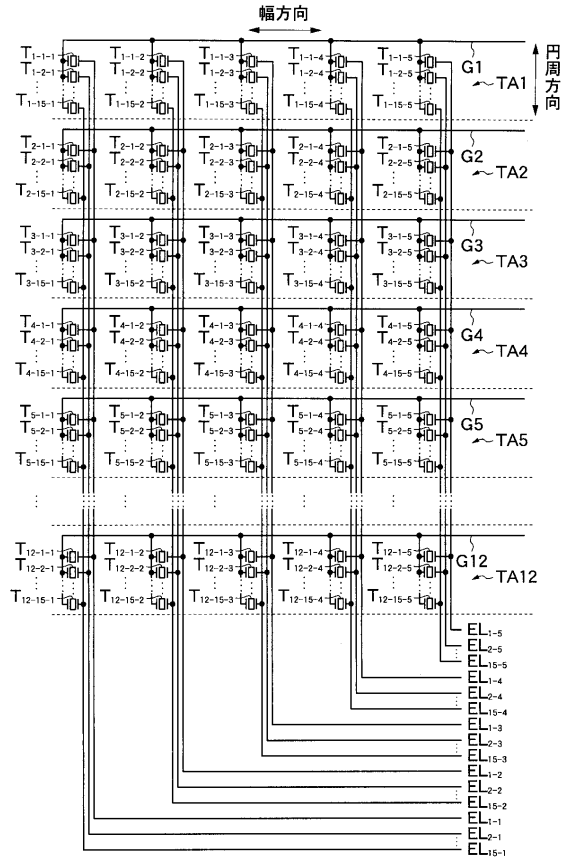 幅方向
円周方向
T1-1-1 T1-1-2 T1-1-3 T1-1-4 T1-1-5
T1-2-1 T1-2-2 T1-2-3 T1-2-4 T1-2-5
G1
TA1
T1-15-1 T1-15-2 T1-15-3 T1-15-4 T1-15-5
T2-1-1 T2-1-2 T2-1-3 T2-1-4 T2-1-5
G2
T2-2-1 T2-2-2 T2-2-3 T2-2-4 T2-2-5
TA2
T2-15-1 T2-15-2 T2-15-3 T2-15-4 T2-15-5
T3-1-1 T3-1-2 T3-1-3 T3-1-4 T3-1-5
G3
T3-2-1 T3-2-2 T3-2-3 T3-2-4 T3-2-5
TA3
T3-15-1 T3-15-2 T3-15-3 T3-15-4 T3-15-5
T4-1-1 T4-1-2 T4-1-3 T4-1-4 T4-1-5
G4
T4-2-1 T4-2-2 T4-2-3 T4-2-4 T4-2-5
TA4
T4-15-1 T4-15-2 T4-15-3 T4-15-4 T4-15-5
T5-1-1 T5-1-2 T5-1-3 T5-1-4 T5-1-5
G5
T5-2-1 T5-2-2 T5-2-3 T5-2-4 T5-2-5
TA5
T5-15-1 T5-15-2 T5-15-3 T5-15-4 T5-15-5
T12-1-1 T12-1-2 T12-1-3 T12-1-4 T12-1-5
G12
T12-2-1 T12-2-2 T12-2-3 T12-2-4 T12-2-5
TA12
T12-15-1 T12-15-2 T12-15-3 T12-15-4 T12-15-5
EL1-5
EL2-5
EL15-5
EL1-4
EL2-4
EL15-4
EL1-3
EL2-3
EL15-3
EL1-2
EL2-2
EL15-2
EL1-1
EL2-1
EL15-1